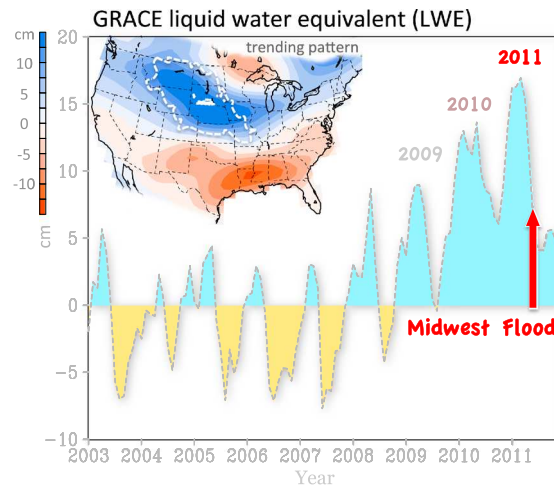 GRACE liquid water equivalent (LWE)
cm
10
5
0
-5
-10
cm
trending pattern
20
15
10
5
0
−5
−10
2009
2010
2011
Midwest Flood
2003 2004 2005 2006 2007 2008 2009 2010 2011
Year